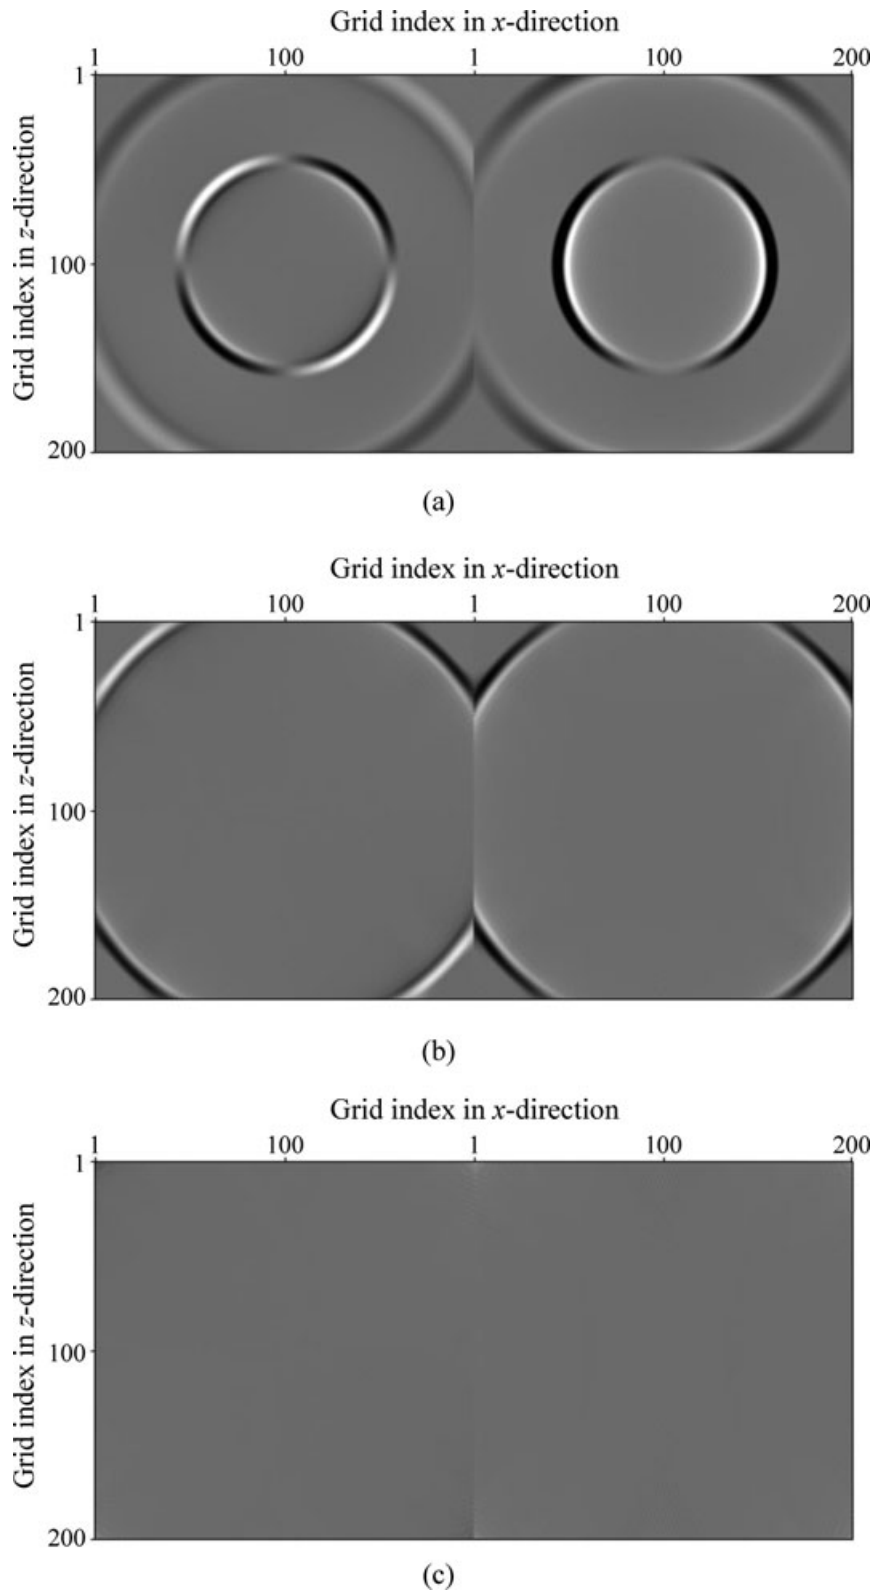 Grid index in x-direction
1 100 1 100 200
1
Grid index in z-direction
100
200
(a)
Grid index in x-direction
1 100 1 100 200
1
Grid index in z-direction
100
200
(b)
Grid index in x-direction
1 100 1 100 200
1
Grid index in z-direction
100
200
(c)